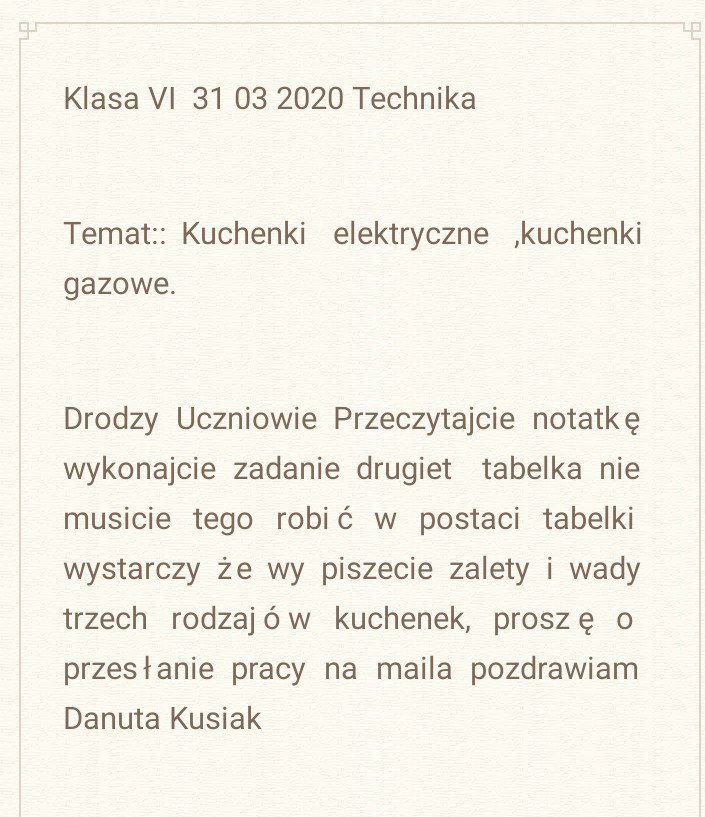 Klasa VI 31 03 2020 Technika
Temat:: Kuchenki elektryczne ,kuchenki
gazowe.
Drodzy Uczniowie Przeczytajcie notatkę
wykonajcie zadanie drugiet tabelka nie
musicie tego robić w postaci tabelki
wystarczy że wy piszecie zalety i wady
trzech rodzajów kuchenek, proszę o
przesłanie pracy na maila pozdrawiam
Danuta Kusiak